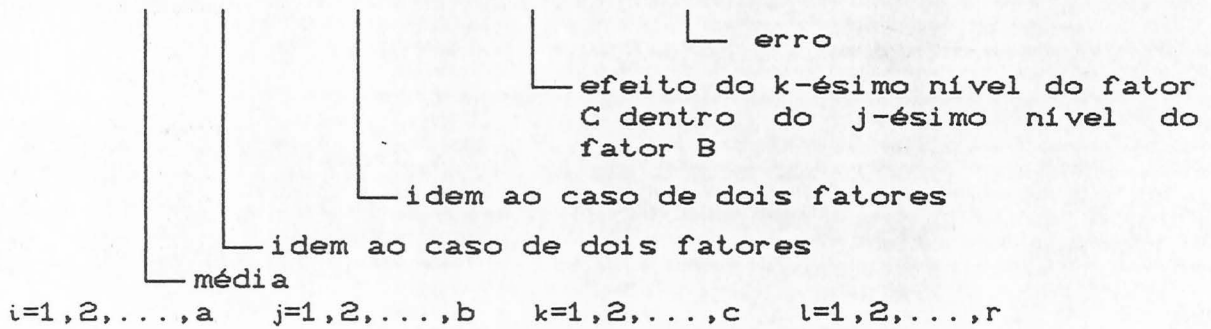 erro
efeito do k-ésimo nível do fator
C dentro do j-ésimo nível do
fator B
idem ao caso de dois fatores
idem ao caso de dois fatores
média
i=1,2,...,a j=1,2,...,b k=1,2,...,c l=1,2,...,r